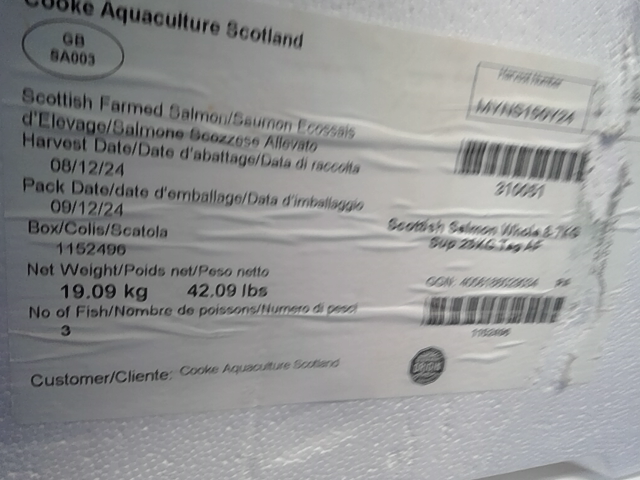 Cooke Aquaculture Scotland
GB
SA003
Harvest Number
Scottish Farmed Salmon/Saumon Ecossais
d'Elevage/Salmone Scozzese Allevato
Harvest Date/Date d'abattage/Data di raccolta
08/12/24
310051
Pack Date/date d'emballage/Data d'imballaggio
09/12/24
Scottish Salmon Whole
Box/Colis/Scatola
Sup
1152496
Net Weight/Poids net/Peso netto
19.09 kg 42.09 lbs
No of Fish/Nombre de poissons/Numero di pesci
3
1152496
Customer/Cliente: Cooke Aquaculture Scotland